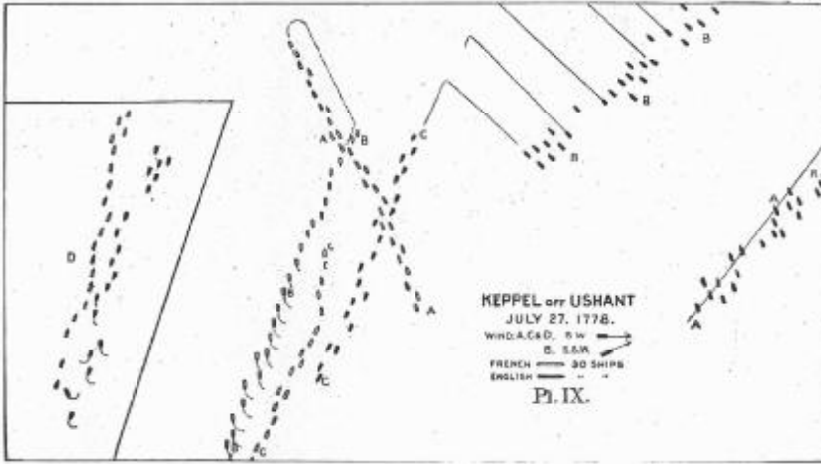 A
B
C
B
B
B
A
B
D
C
B
A
A
C
B
C
KEPPEL OFF USHANT
JULY 27. 1778.
WIND: A, C & D, S W
B. S.S.W.
FRENCH 30 SHIPS
ENGLISH " "
Pl. IX.